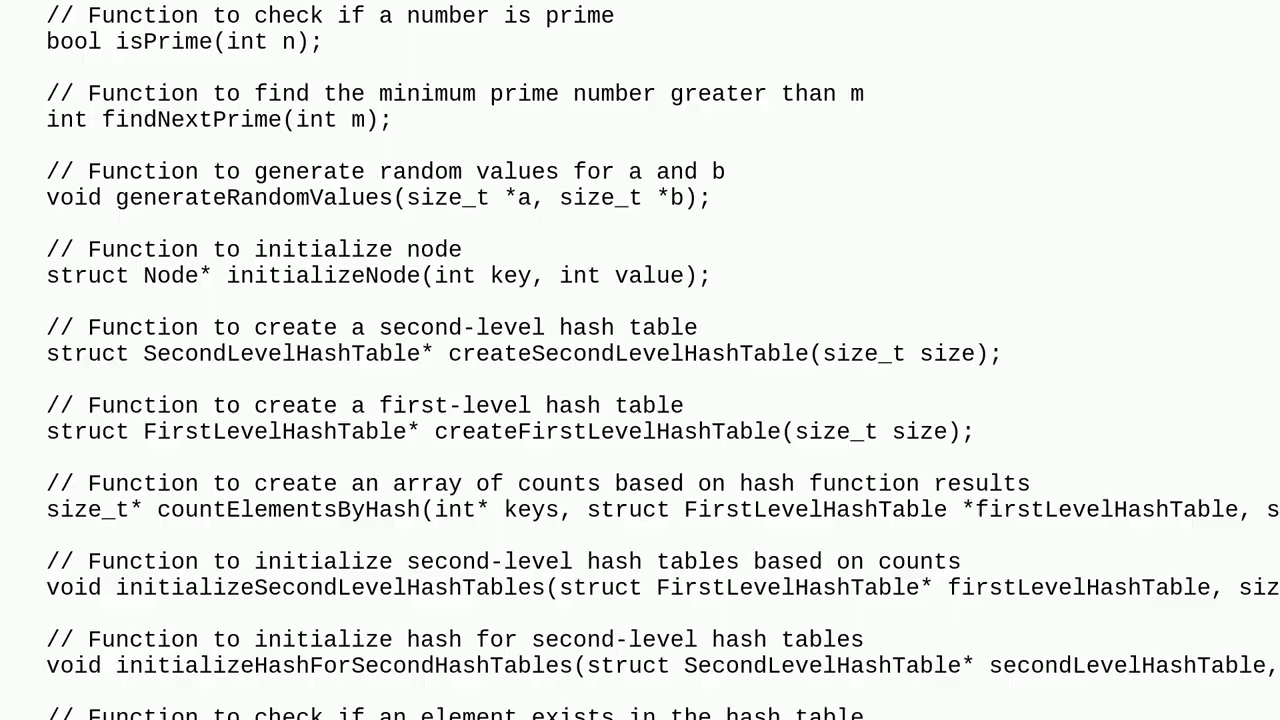 // Function to check if a number is prime
bool isPrime(int n);
// Function to find the minimum prime number greater than m
int findNextPrime(int m);
// Function to generate random values for a and b
void generateRandomValues(size_t *a, size_t *b);
// Function to initialize node
struct Node* initializeNode(int key, int value);
// Function to create a second-level hash table
struct SecondLevelHashTable* createSecondLevelHashTable(size_t size);
// Function to create a first-level hash table
struct FirstLevelHashTable* createFirstLevelHashTable(size_t size);
// Function to create an array of counts based on hash function results
size_t* countElementsByHash(int* keys, struct FirstLevelHashTable *firstLevelHashTable, s
// Function to initialize second-level hash tables based on counts
void initializeSecondLevelHashTables(struct FirstLevelHashTable* firstLevelHashTable, siz
// Function to initialize hash for second-level hash tables
void initializeHashForSecondHashTables(struct SecondLevelHashTable* secondLevelHashTable,
// Function to check if an element exists in the hash table